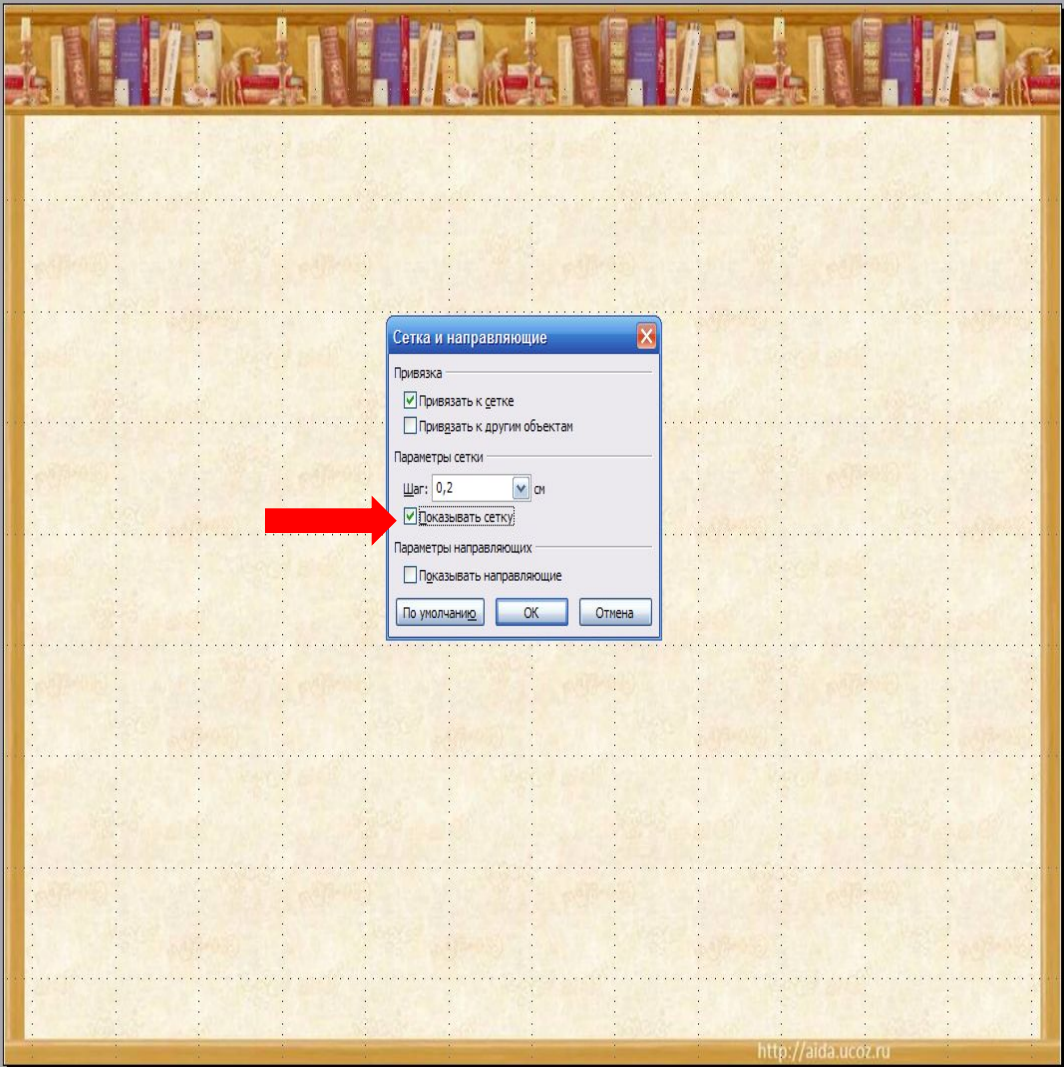 Сетка и направляющие
Привязка
Привязать к сетке
Привязать к другим объектам
Параметры сетки
Шаг: 0,2 см
Показывать сетку
Параметры направляющих
Показывать направляющие
По умолчанию ОК Отмена
http://aida.ucoz.ru